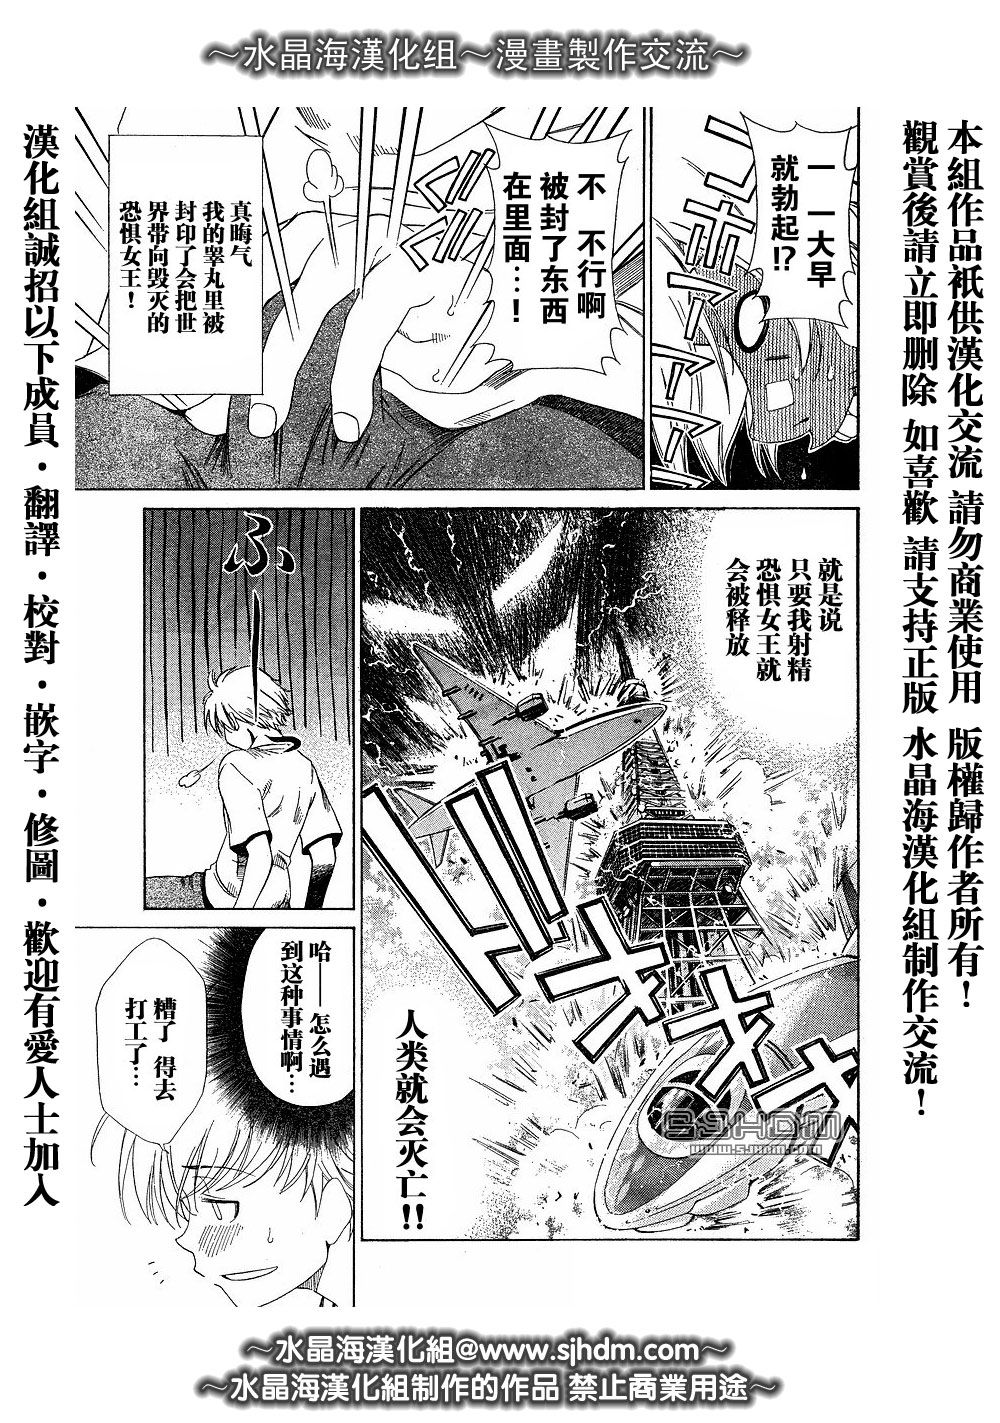 ～水晶海漢化组～漫畫製作交流～
本組作品衹供漢化交流 請勿商業使用 版權歸作者所有！
觀賞後請立即删除 如喜歡 請支持正版 水晶海漢化組制作交流！
一 一大早
就勃起!?
不 不行啊
被封了东西
在里面…！
真晦气
我的睾丸里被
封印了会把世
界带向毁灭的
恐惧女王！
就是说
只要我射精
恐惧女王就
会被释放
人类就会灭亡!!
ふー
哈── 怎么遇
到这种事情啊…
糟了 得去
打工了…
漢化組誠招以下成員・翻譯・校對・嵌字・修圖・歡迎有愛人士加入
SJHDM
WWW.SJHDM.COM
～水晶海漢化組@www.sjhdm.com～
～水晶海漢化組制作的作品 禁止商業用途～